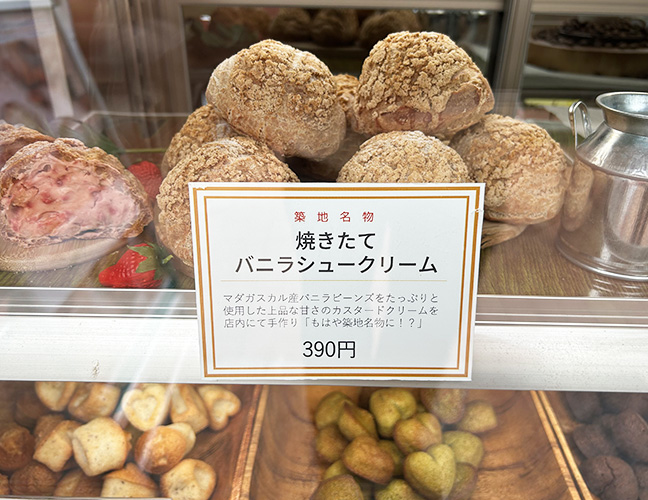 築地名物
焼きたて
バニラシュークリーム
マダガスカル産バニラビーンズをたっぷりと
使用した上品な甘さのカスタードクリームを
店内にて手作り「もはや築地名物に！？」
390円